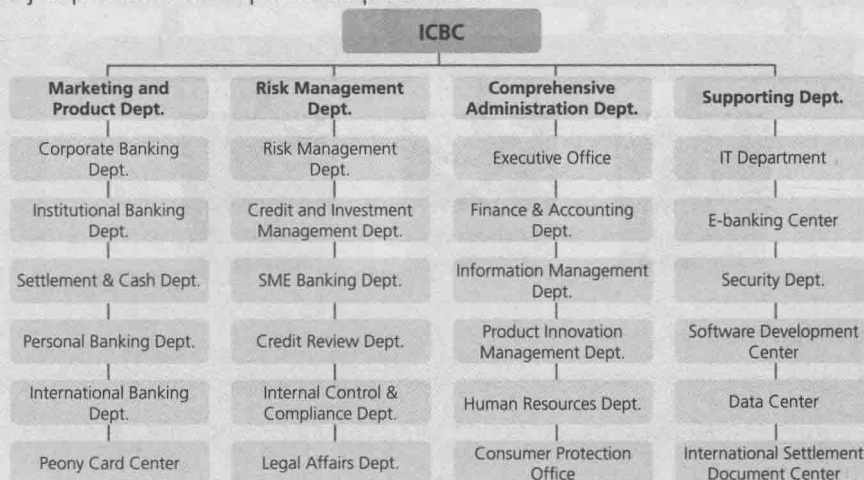 ICBC
Marketing and
Product Dept.
Risk Management
Dept.
Comprehensive
Administration Dept.
Supporting Dept.
Corporate Banking
Dept.
Risk Management
Dept.
Executive Office
IT Department
Institutional Banking
Dept.
Credit and Investment
Management Dept.
Finance & Accounting
Dept.
E-banking Center
Settlement & Cash Dept.
SME Banking Dept.
Information Management
Dept.
Security Dept.
Personal Banking Dept.
Credit Review Dept.
Product Innovation
Management Dept.
Software Development
Center
International Banking
Dept.
Internal Control &
Compliance Dept.
Human Resources Dept.
Data Center
Peony Card Center
Legal Affairs Dept.
Consumer Protection
Office
International Settlement
Document Center